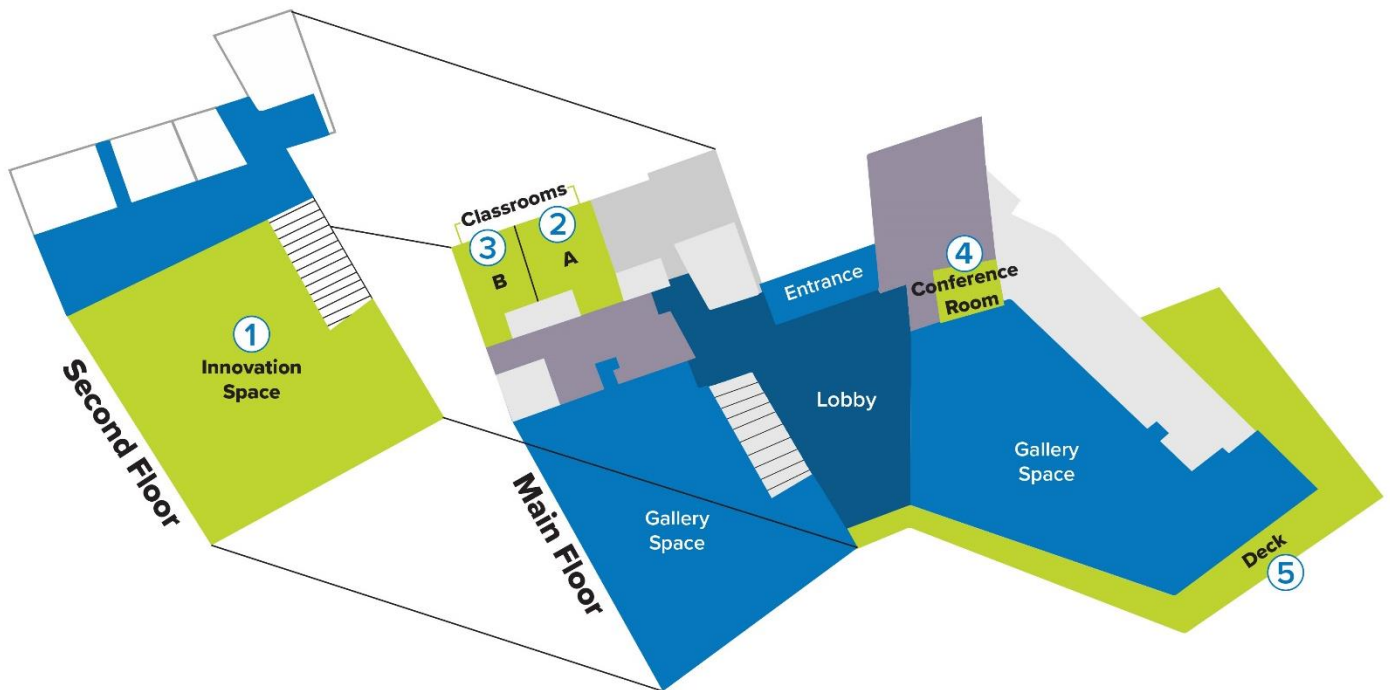 1
Innovation
Space
Second Floor
Classrooms
3
B
2
A
Entrance
4
Conference
Room
Lobby
Gallery
Space
Main Floor
Gallery
Space
Deck
5